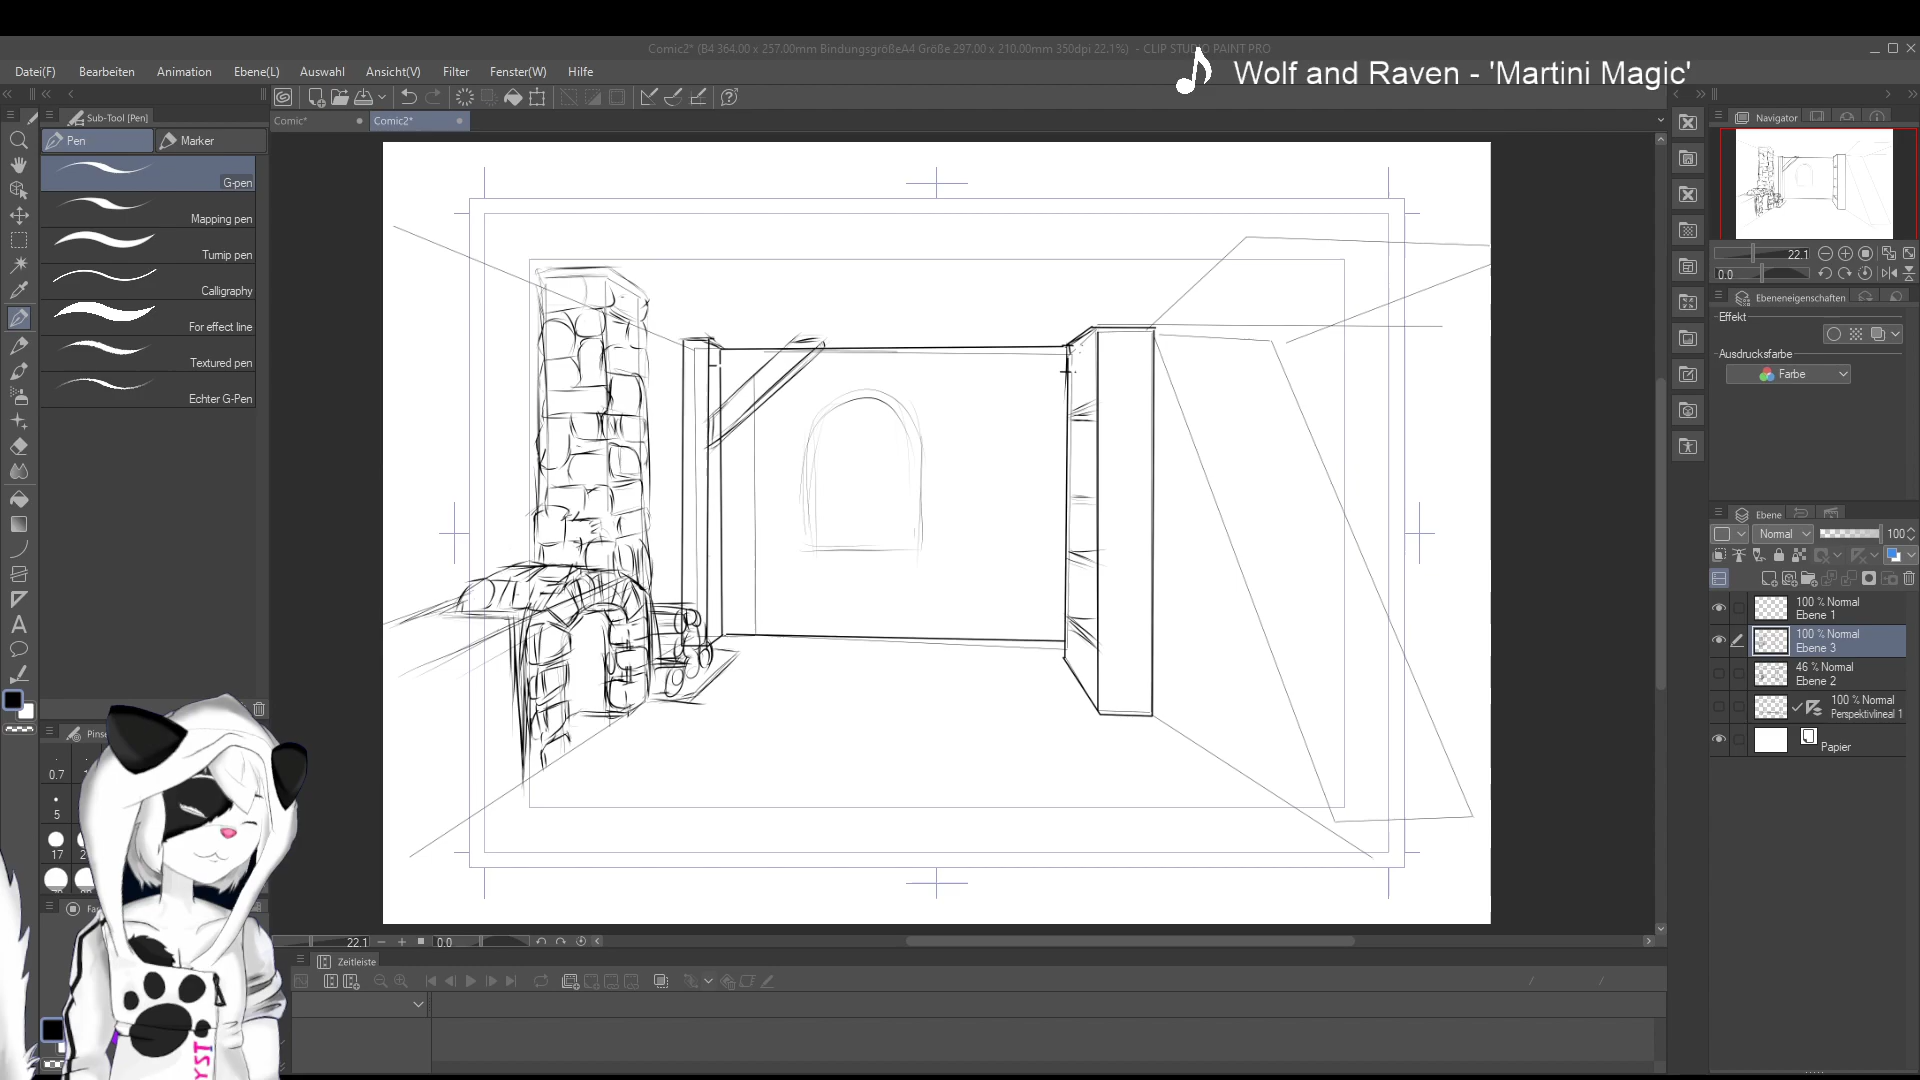 Comic2* (B4 364.00 x 257.00mm BindungsgrößeA4 Größe 297.00 x 210.00mm 350dpi 22.1%) - CLIP STUDIO PAINT PRO
Datei(F) Bearbeiten Animation Ebene(L) Auswahl Ansicht(V) Filter Fenster(W) Hilfe
Wolf and Raven - 'Martini Magic'
Sub-Tool [Pen]
Comic*
Comic2*
Navigator
Pen
Marker
G-pen
Mapping pen
Turnip pen
Calligraphy
For effect line
Textured pen
Echter G-Pen
22.1
0.0
Ebeneneigenschaften
Effekt
Ausdrucksfarbe
Farbe
Ebene
Normal
100
100 % Normal
Ebene 1
100 % Normal
Ebene 3
46 % Normal
Ebene 2
100 % Normal
Perspektivlineal 1
Papier
Pins
0.7
5
17
Fa
22.1
0.0
Zeitleiste
YST